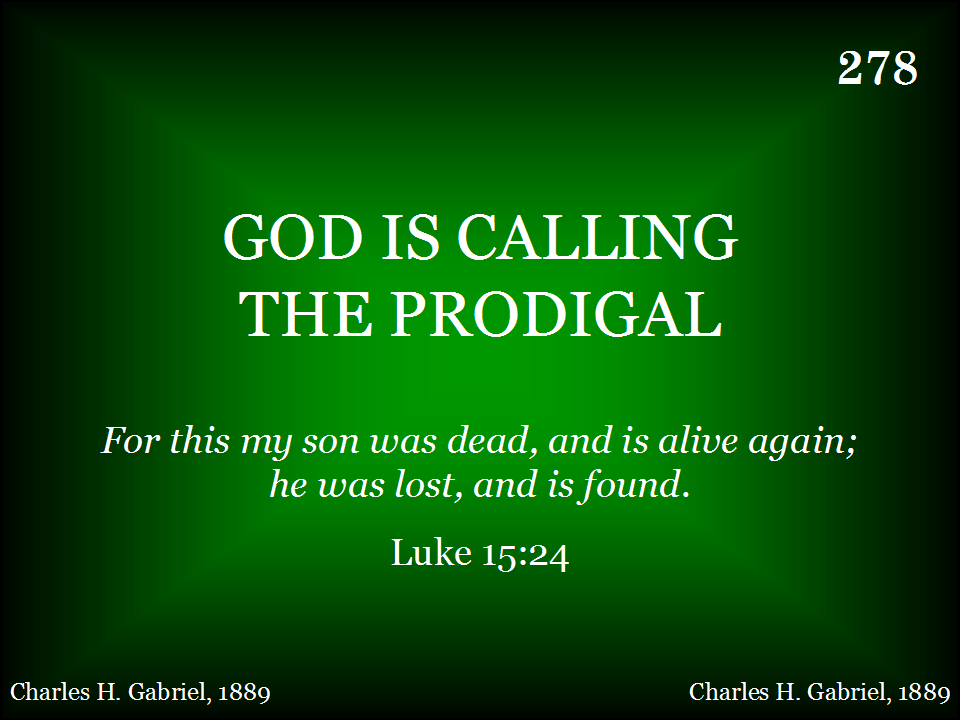 278
GOD IS CALLING
THE PRODIGAL
For this my son was dead, and is alive again;
he was lost, and is found.
Luke 15:24
Charles H. Gabriel, 1889
Charles H. Gabriel, 1889